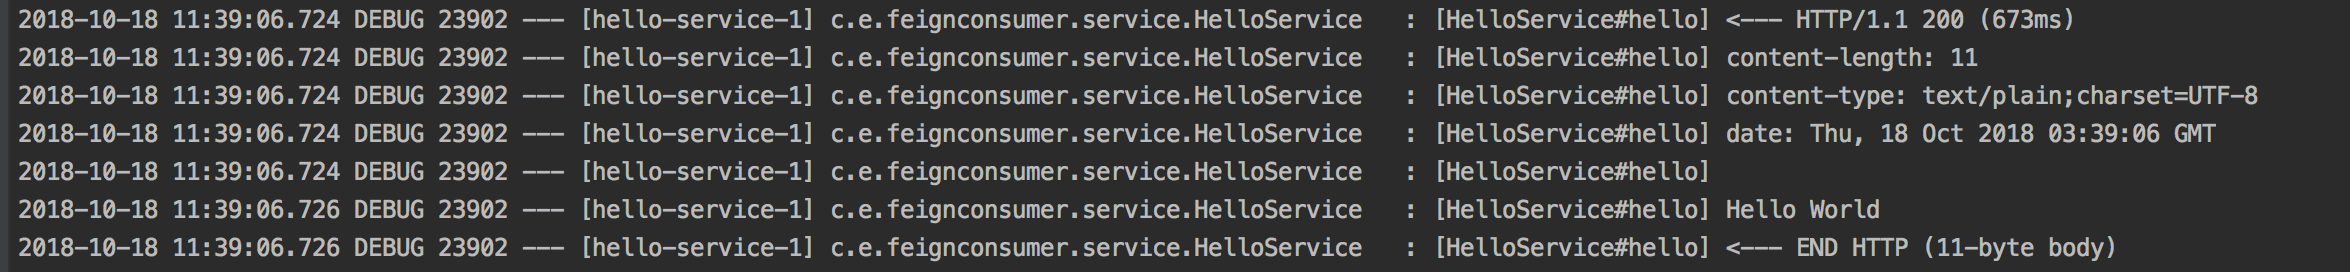 2018-10-18 11:39:06.724 DEBUG 23902 --- [hello-service-1] c.e.feignconsumer.service.HelloService   : [HelloService#hello] <--- HTTP/1.1 200 (673ms)
2018-10-18 11:39:06.724 DEBUG 23902 --- [hello-service-1] c.e.feignconsumer.service.HelloService   : [HelloService#hello] content-length: 11
2018-10-18 11:39:06.724 DEBUG 23902 --- [hello-service-1] c.e.feignconsumer.service.HelloService   : [HelloService#hello] content-type: text/plain;charset=UTF-8
2018-10-18 11:39:06.724 DEBUG 23902 --- [hello-service-1] c.e.feignconsumer.service.HelloService   : [HelloService#hello] date: Thu, 18 Oct 2018 03:39:06 GMT
2018-10-18 11:39:06.724 DEBUG 23902 --- [hello-service-1] c.e.feignconsumer.service.HelloService   : [HelloService#hello]
2018-10-18 11:39:06.726 DEBUG 23902 --- [hello-service-1] c.e.feignconsumer.service.HelloService   : [HelloService#hello] Hello World
2018-10-18 11:39:06.726 DEBUG 23902 --- [hello-service-1] c.e.feignconsumer.service.HelloService   : [HelloService#hello] <--- END HTTP (11-byte body)